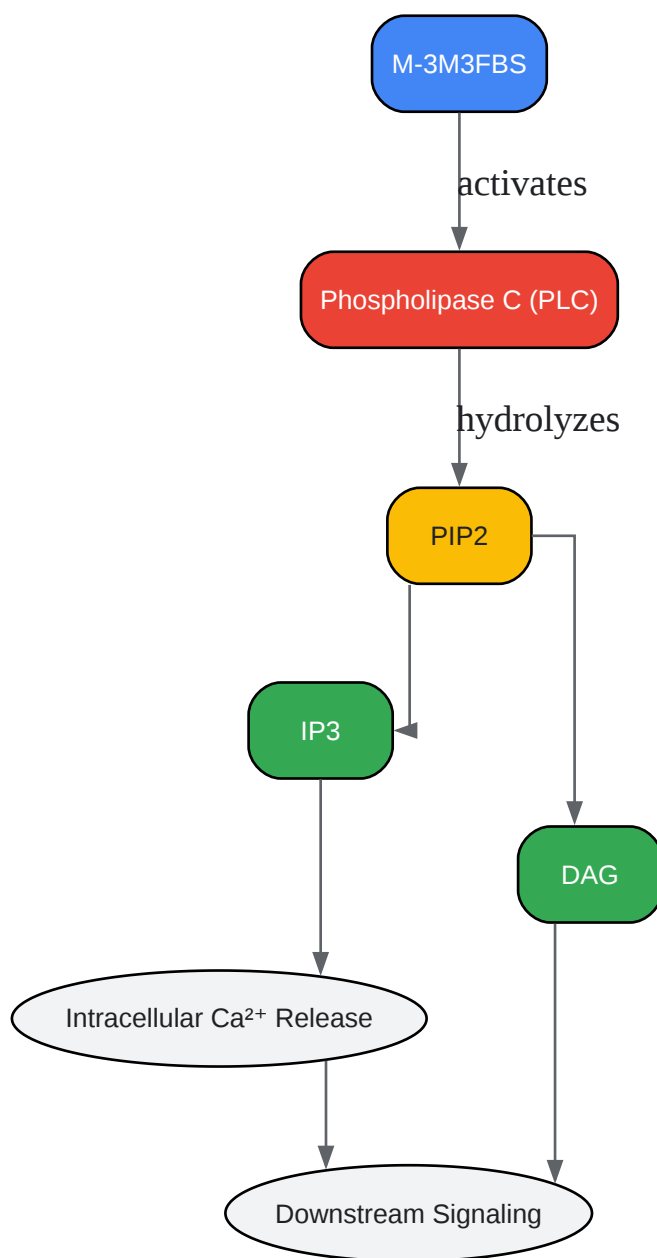 M-3M3FBS
activates
Phospholipase C (PLC)
hydrolyzes
PIP2
IP3
DAG
Intracellular Ca²⁺ Release
Downstream Signaling